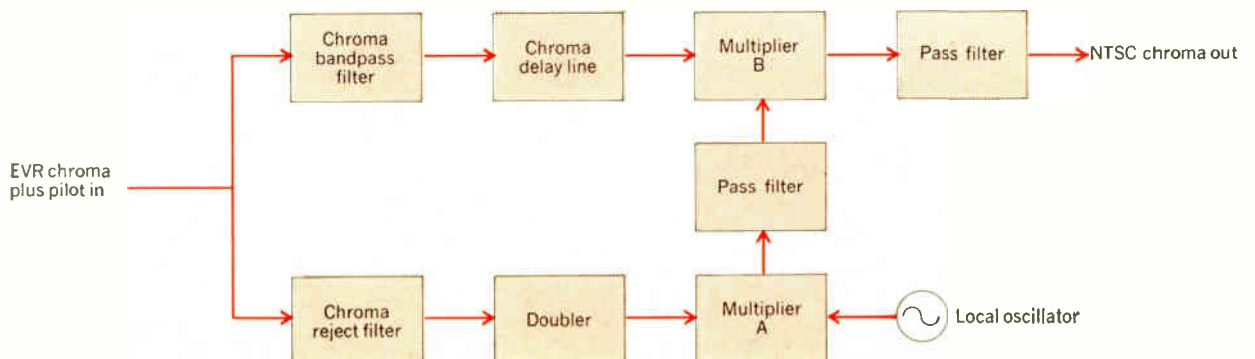 Chroma
bandpass
filter
Chroma
delay line
Multiplier
B
Pass filter
NTSC chroma out
EVR chroma
plus pilot in
Pass filter
Chroma
reject filter
Doubler
Multiplier
A
Local oscillator